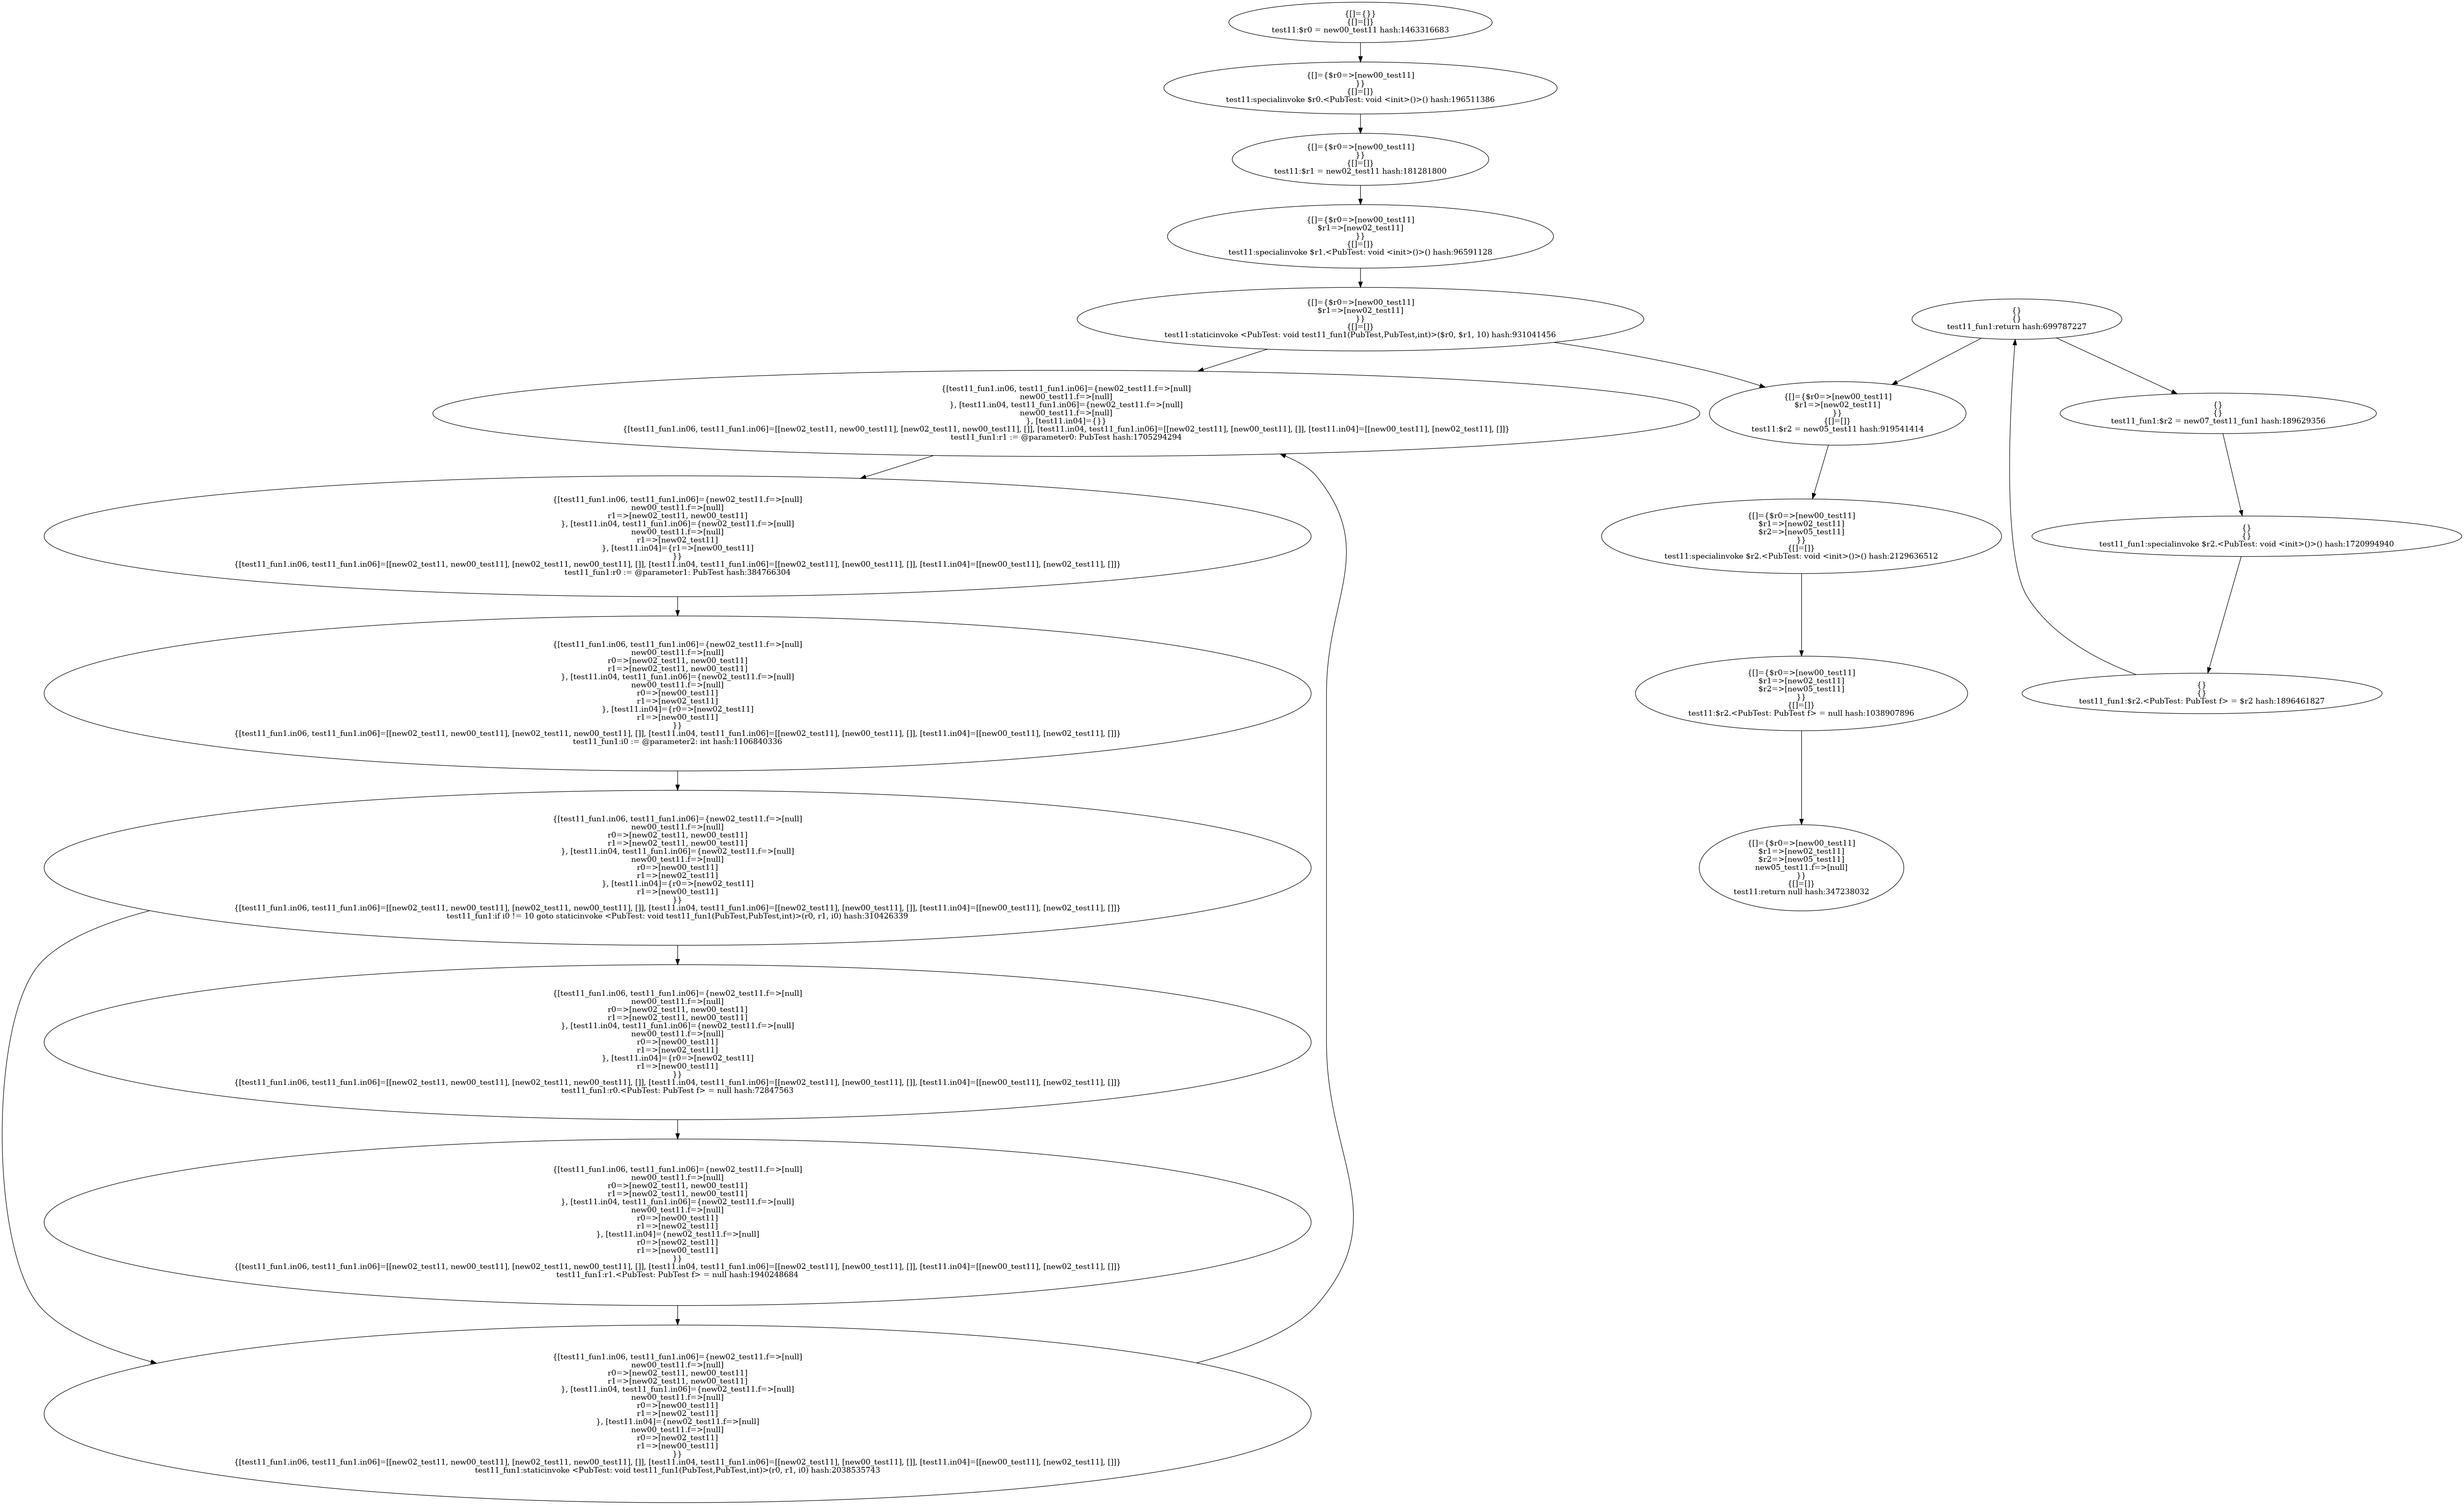 {[]={}}
{[]=[]}
test11:$r0 = new00_test11 hash:1463316683
{[]={$r0=>[new00_test11]
}}
{[]=[]}
test11:specialinvoke $r0.<PubTest: void <init>()>() hash:196511386
{[]={$r0=>[new00_test11]
}}
{[]=[]}
test11:$r1 = new02_test11 hash:181281800
{[]={$r0=>[new00_test11]
$r1=>[new02_test11]
}}
{[]=[]}
test11:specialinvoke $r1.<PubTest: void <init>()>() hash:96591128
{[]={$r0=>[new00_test11]
$r1=>[new02_test11]
}}
{[]=[]}
test11:staticinvoke <PubTest: void test11_fun1(PubTest,PubTest,int)>($r0, $r1, 10) hash:931041456
{[test11_fun1.in06, test11_fun1.in06]={new02_test11.f=>[null]
new00_test11.f=>[null]
}, [test11.in04, test11_fun1.in06]={new02_test11.f=>[null]
new00_test11.f=>[null]
}, [test11.in04]={}}
{[test11_fun1.in06, test11_fun1.in06]=[[new02_test11, new00_test11], [new02_test11, new00_test11], []], [test11.in04, test11_fun1.in06]=[[new02_test11], [new00_test11], []], [test11.in04]=[[new00_test11], [new02_test11], []]}
test11_fun1:r1 := @parameter0: PubTest hash:1705294294
{[test11_fun1.in06, test11_fun1.in06]={new02_test11.f=>[null]
new00_test11.f=>[null]
r1=>[new02_test11, new00_test11]
}, [test11.in04, test11_fun1.in06]={new02_test11.f=>[null]
new00_test11.f=>[null]
r1=>[new02_test11]
}, [test11.in04]={r1=>[new00_test11]
}}
{[test11_fun1.in06, test11_fun1.in06]=[[new02_test11, new00_test11], [new02_test11, new00_test11], []], [test11.in04, test11_fun1.in06]=[[new02_test11], [new00_test11], []], [test11.in04]=[[new00_test11], [new02_test11], []]}
test11_fun1:r0 := @parameter1: PubTest hash:384766304
{[test11_fun1.in06, test11_fun1.in06]={new02_test11.f=>[null]
new00_test11.f=>[null]
r0=>[new02_test11, new00_test11]
r1=>[new02_test11, new00_test11]
}, [test11.in04, test11_fun1.in06]={new02_test11.f=>[null]
new00_test11.f=>[null]
r0=>[new00_test11]
r1=>[new02_test11]
}, [test11.in04]={r0=>[new02_test11]
r1=>[new00_test11]
}}
{[test11_fun1.in06, test11_fun1.in06]=[[new02_test11, new00_test11], [new02_test11, new00_test11], []], [test11.in04, test11_fun1.in06]=[[new02_test11], [new00_test11], []], [test11.in04]=[[new00_test11], [new02_test11], []]}
test11_fun1:i0 := @parameter2: int hash:1106840336
{[test11_fun1.in06, test11_fun1.in06]={new02_test11.f=>[null]
new00_test11.f=>[null]
r0=>[new02_test11, new00_test11]
r1=>[new02_test11, new00_test11]
}, [test11.in04, test11_fun1.in06]={new02_test11.f=>[null]
new00_test11.f=>[null]
r0=>[new00_test11]
r1=>[new02_test11]
}, [test11.in04]={r0=>[new02_test11]
r1=>[new00_test11]
}}
{[test11_fun1.in06, test11_fun1.in06]=[[new02_test11, new00_test11], [new02_test11, new00_test11], []], [test11.in04, test11_fun1.in06]=[[new02_test11], [new00_test11], []], [test11.in04]=[[new00_test11], [new02_test11], []]}
test11_fun1:if i0 != 10 goto staticinvoke <PubTest: void test11_fun1(PubTest,PubTest,int)>(r0, r1, i0) hash:310426339
{[test11_fun1.in06, test11_fun1.in06]={new02_test11.f=>[null]
new00_test11.f=>[null]
r0=>[new02_test11, new00_test11]
r1=>[new02_test11, new00_test11]
}, [test11.in04, test11_fun1.in06]={new02_test11.f=>[null]
new00_test11.f=>[null]
r0=>[new00_test11]
r1=>[new02_test11]
}, [test11.in04]={r0=>[new02_test11]
r1=>[new00_test11]
}}
{[test11_fun1.in06, test11_fun1.in06]=[[new02_test11, new00_test11], [new02_test11, new00_test11], []], [test11.in04, test11_fun1.in06]=[[new02_test11], [new00_test11], []], [test11.in04]=[[new00_test11], [new02_test11], []]}
test11_fun1:r0.<PubTest: PubTest f> = null hash:72847563
{[test11_fun1.in06, test11_fun1.in06]={new02_test11.f=>[null]
new00_test11.f=>[null]
r0=>[new02_test11, new00_test11]
r1=>[new02_test11, new00_test11]
}, [test11.in04, test11_fun1.in06]={new02_test11.f=>[null]
new00_test11.f=>[null]
r0=>[new00_test11]
r1=>[new02_test11]
}, [test11.in04]={new02_test11.f=>[null]
r0=>[new02_test11]
r1=>[new00_test11]
}}
{[test11_fun1.in06, test11_fun1.in06]=[[new02_test11, new00_test11], [new02_test11, new00_test11], []], [test11.in04, test11_fun1.in06]=[[new02_test11], [new00_test11], []], [test11.in04]=[[new00_test11], [new02_test11], []]}
test11_fun1:r1.<PubTest: PubTest f> = null hash:1940248684
{[test11_fun1.in06, test11_fun1.in06]={new02_test11.f=>[null]
new00_test11.f=>[null]
r0=>[new02_test11, new00_test11]
r1=>[new02_test11, new00_test11]
}, [test11.in04, test11_fun1.in06]={new02_test11.f=>[null]
new00_test11.f=>[null]
r0=>[new00_test11]
r1=>[new02_test11]
}, [test11.in04]={new02_test11.f=>[null]
new00_test11.f=>[null]
r0=>[new02_test11]
r1=>[new00_test11]
}}
{[test11_fun1.in06, test11_fun1.in06]=[[new02_test11, new00_test11], [new02_test11, new00_test11], []], [test11.in04, test11_fun1.in06]=[[new02_test11], [new00_test11], []], [test11.in04]=[[new00_test11], [new02_test11], []]}
test11_fun1:staticinvoke <PubTest: void test11_fun1(PubTest,PubTest,int)>(r0, r1, i0) hash:2038535743
{[]={$r0=>[new00_test11]
$r1=>[new02_test11]
}}
{[]=[]}
test11:$r2 = new05_test11 hash:919541414
{[]={$r0=>[new00_test11]
$r1=>[new02_test11]
$r2=>[new05_test11]
}}
{[]=[]}
test11:specialinvoke $r2.<PubTest: void <init>()>() hash:2129636512
{[]={$r0=>[new00_test11]
$r1=>[new02_test11]
$r2=>[new05_test11]
}}
{[]=[]}
test11:$r2.<PubTest: PubTest f> = null hash:1038907896
{[]={$r0=>[new00_test11]
$r1=>[new02_test11]
$r2=>[new05_test11]
new05_test11.f=>[null]
}}
{[]=[]}
test11:return null hash:347238032
{}
{}
test11_fun1:return hash:699787227
{}
{}
test11_fun1:$r2 = new07_test11_fun1 hash:189629356
{}
{}
test11_fun1:specialinvoke $r2.<PubTest: void <init>()>() hash:1720994940
{}
{}
test11_fun1:$r2.<PubTest: PubTest f> = $r2 hash:1896461827